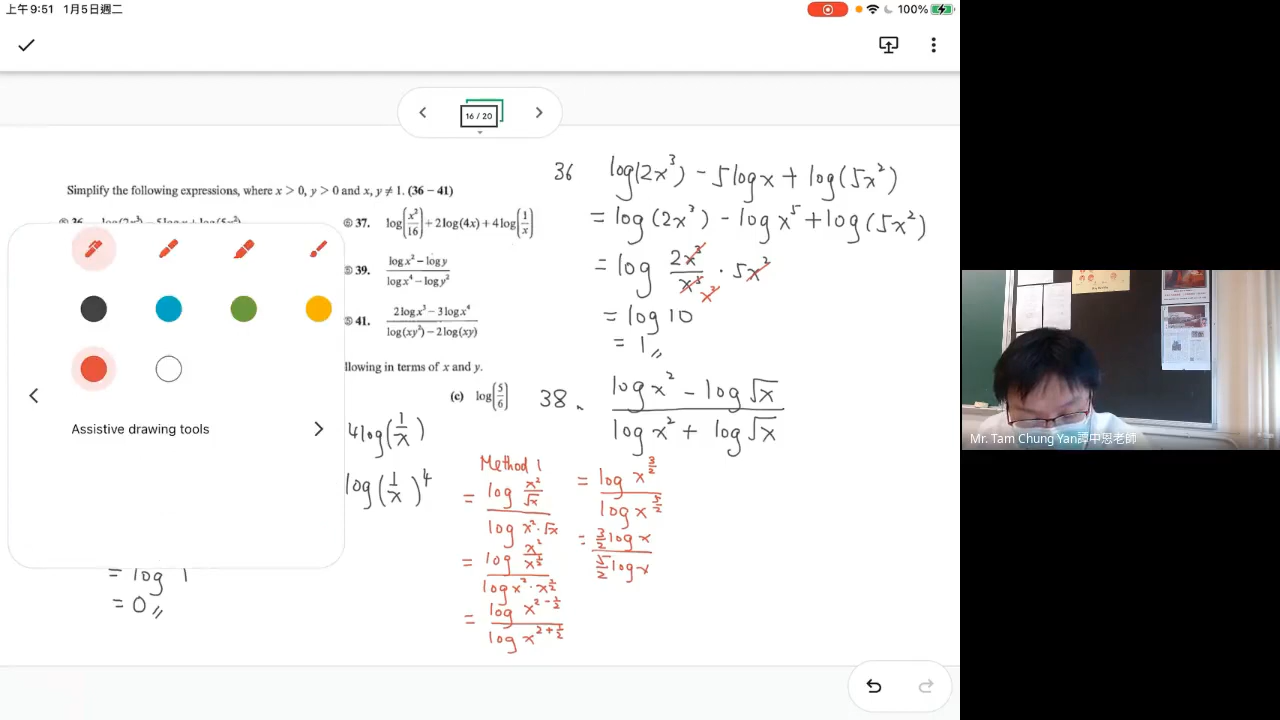 上午 9:51 1月5日週二
100%
16 / 20
Simplify the following expressions, where x > 0, y > 0 and x, y ≠ 1. (36 – 41)
37. log(x²/16) + 2log(4x) + 4log(1/x)
39. (log x² – log y)/(log x⁴ – log y²)
41. (2log x³ – 3log x⁴)/(log(xy²) – 2log(xy))
llowing in terms of x and y.
(c) log(5/6)
Assistive drawing tools
4log(1/x)
log(1/x)⁴
= log 1
= 0
36 log(2x³) – 5logx + log(5x²)
= log(2x³) – logx⁵ + log(5x²)
= log 2x³/x⁵ · 5x²
x²
= log 10
= 1
38. (log x² – log√x)/(log x² + log√x)
Method 1
= (log x²/√x)/(log x²·√x)
= (log x²/x^½)/(log x²·x^½)
= (log x^(2-½))/(log x^(2+½))
= (log x^(3/2))/(log x^(5/2))
= (3/2 logx)/(5/2 logx)
Mr. Tam Chung Yan譚中恩老師